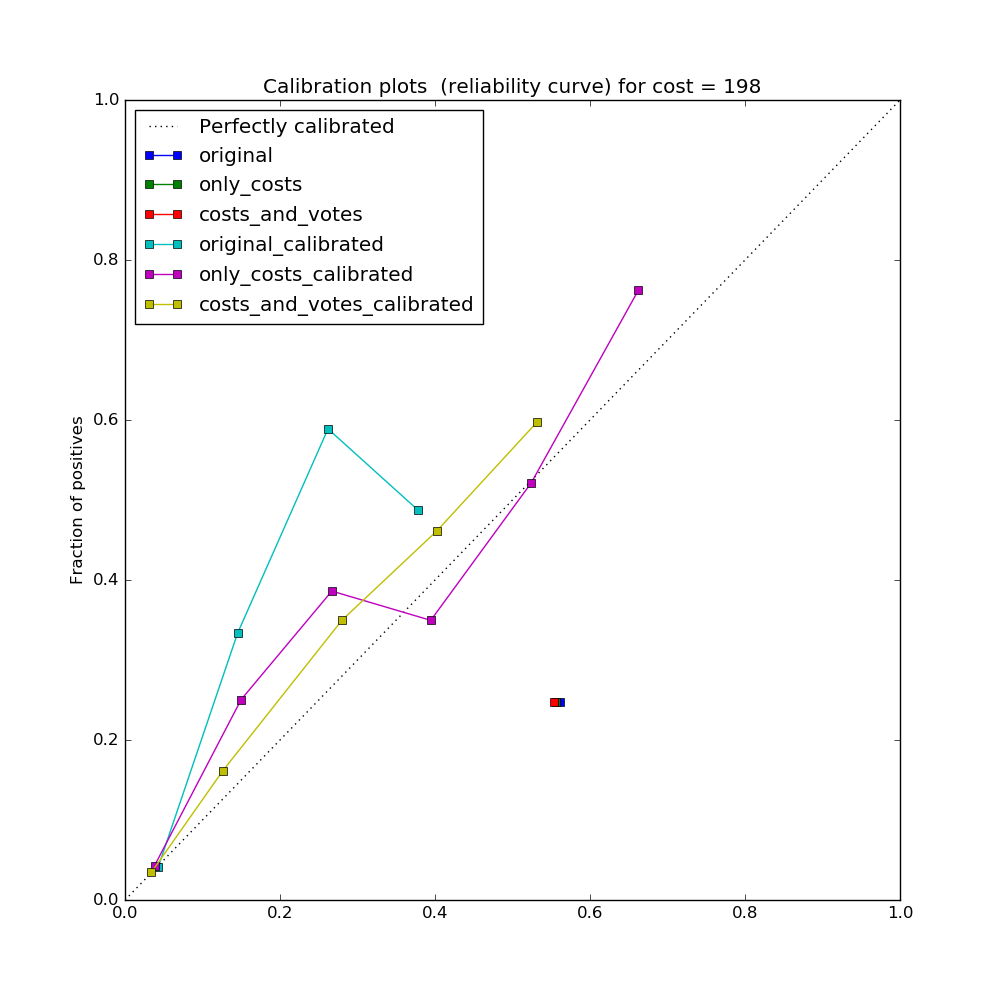 Calibration plots  (reliability curve) for cost = 198
1.0
Perfectly calibrated
original
only_costs
costs_and_votes
original_calibrated
only_costs_calibrated
costs_and_votes_calibrated
0.8
0.6
Fraction of positives
0.4
0.2
0.0
0.0 0.2 0.4 0.6 0.8 1.0